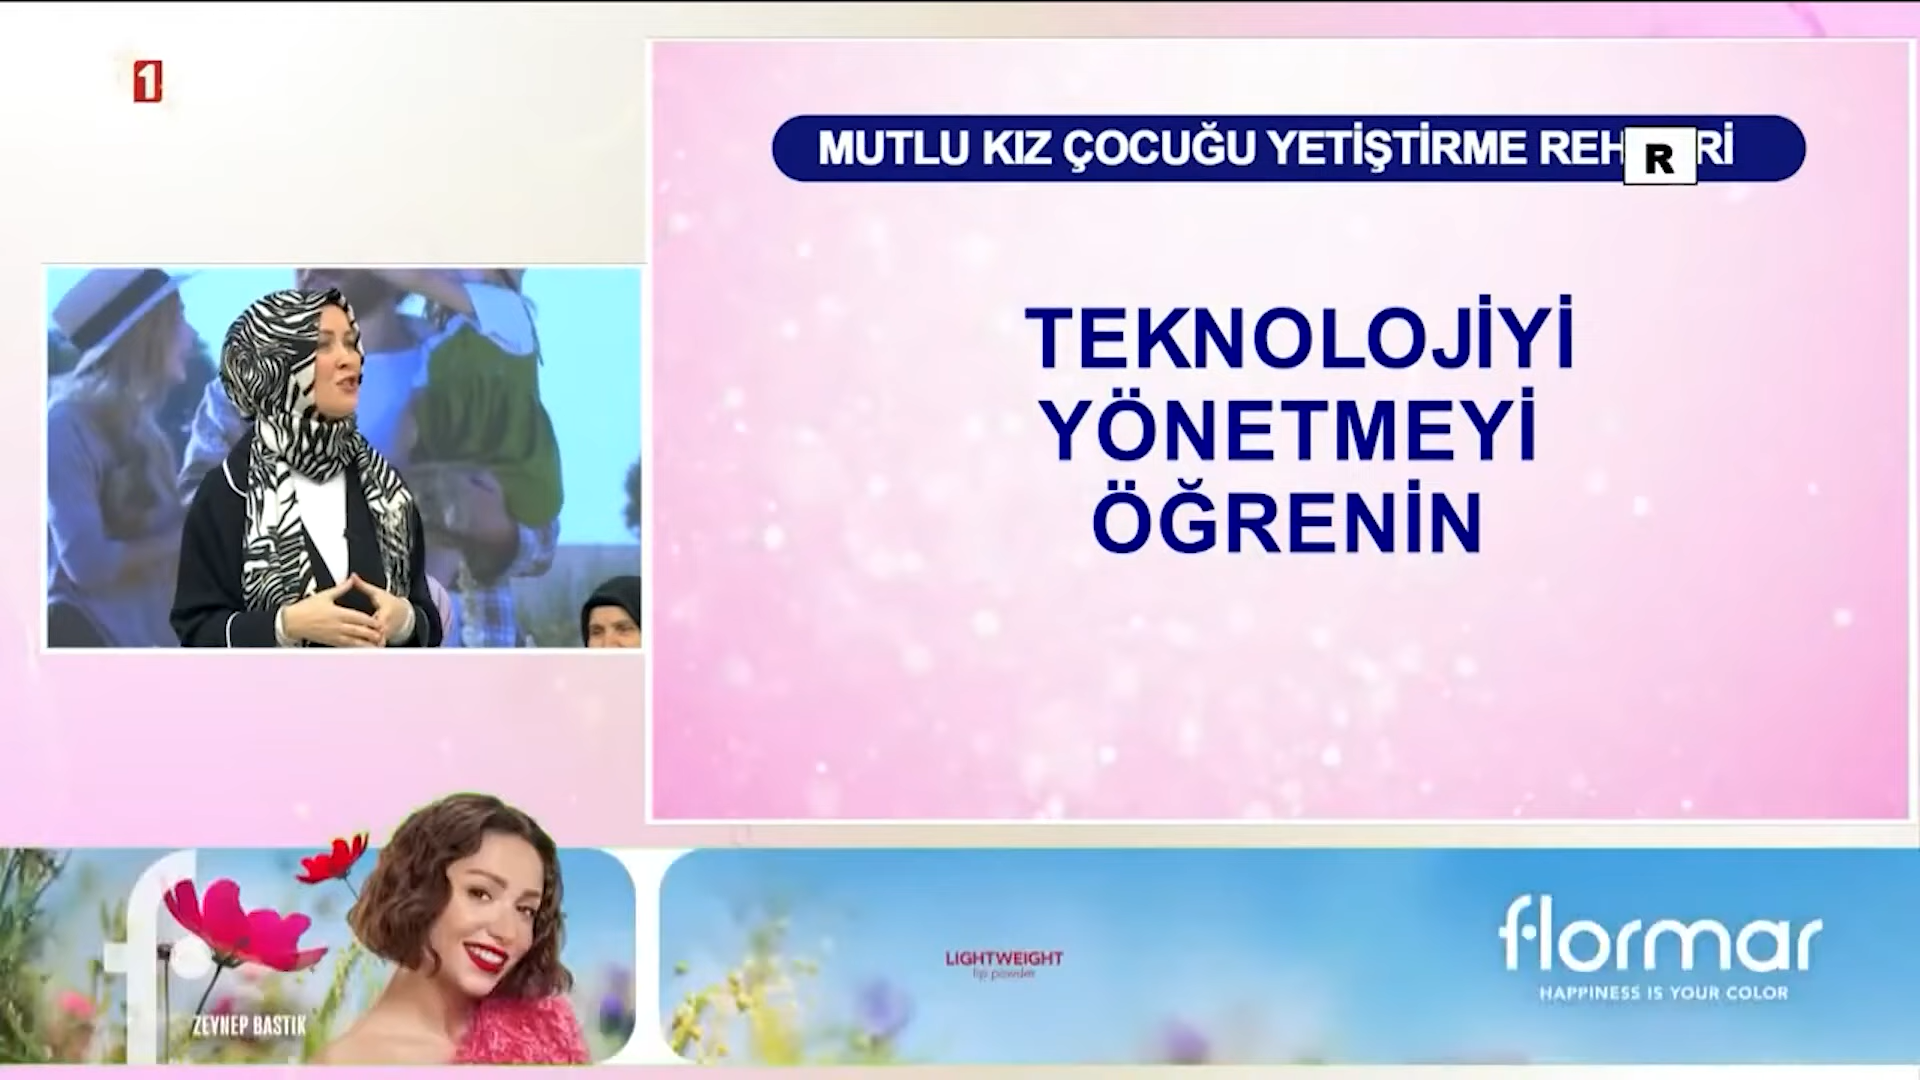 1
MUTLU KIZ ÇOCUĞU YETİŞTİRME REH
R
Rİ
TEKNOLOJİYİ
YÖNETMEYİ
ÖĞRENİN
ZEYNEP BASTIK
LIGHTWEIGHT
lip powder
flormar
HAPPINESS IS YOUR COLOR